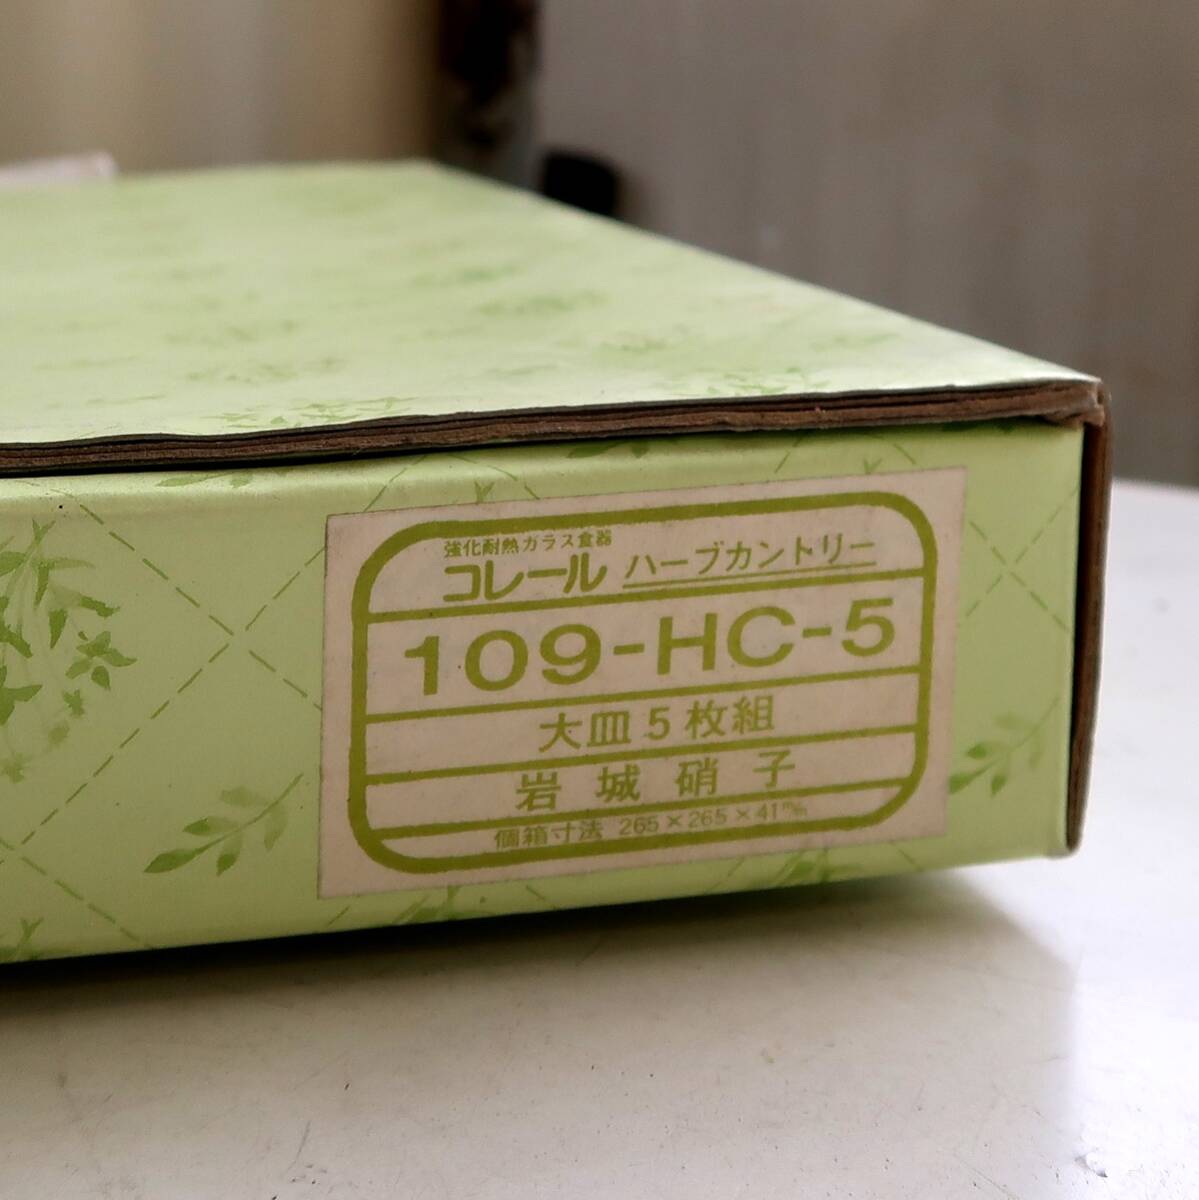 強化耐熱ガラス食器
コレール ハーブカントリー
109-HC-5
大皿5枚組
岩城硝子
個箱寸法 265×265×41㎜